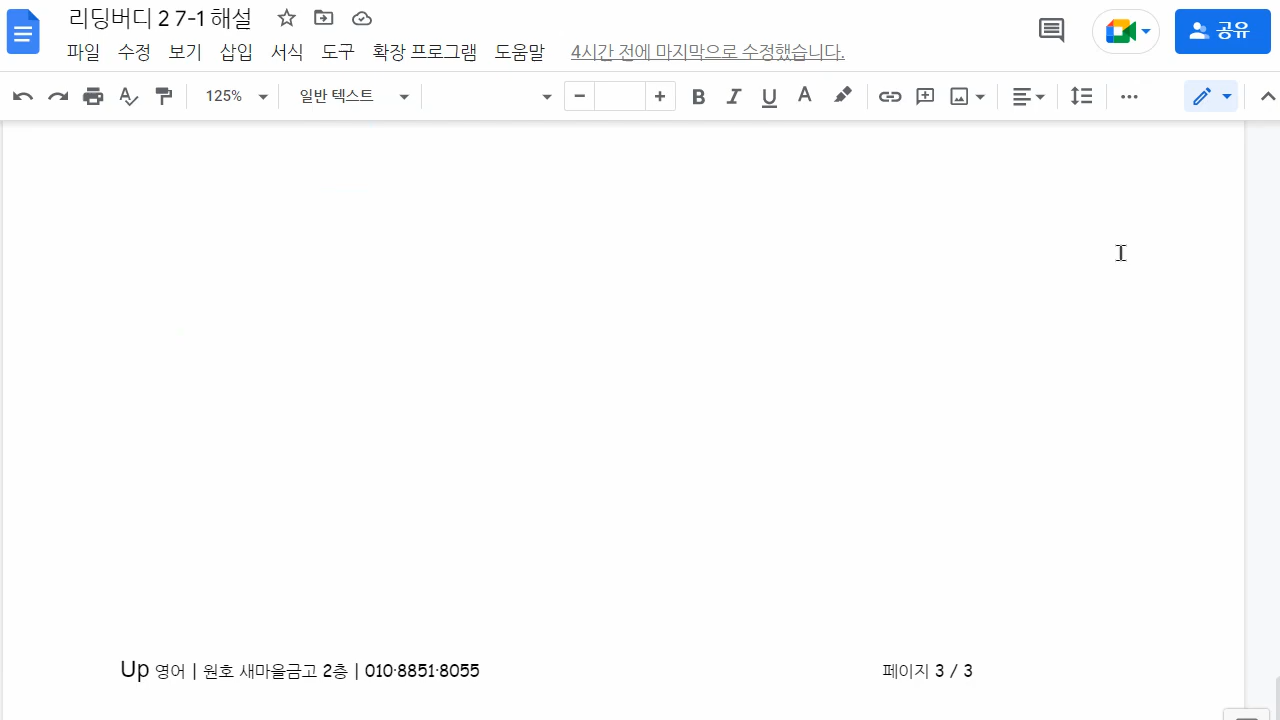 리딩버디 2 7-1 해설
파일 수정 보기 삽입 서식 도구 확장 프로그램 도움말 4시간 전에 마지막으로 수정했습니다.
공유
125% 일반 텍스트 − + B I U A
Up 영어 | 원호 새마을금고 2층 | 010·8851·8055 페이지 3 / 3